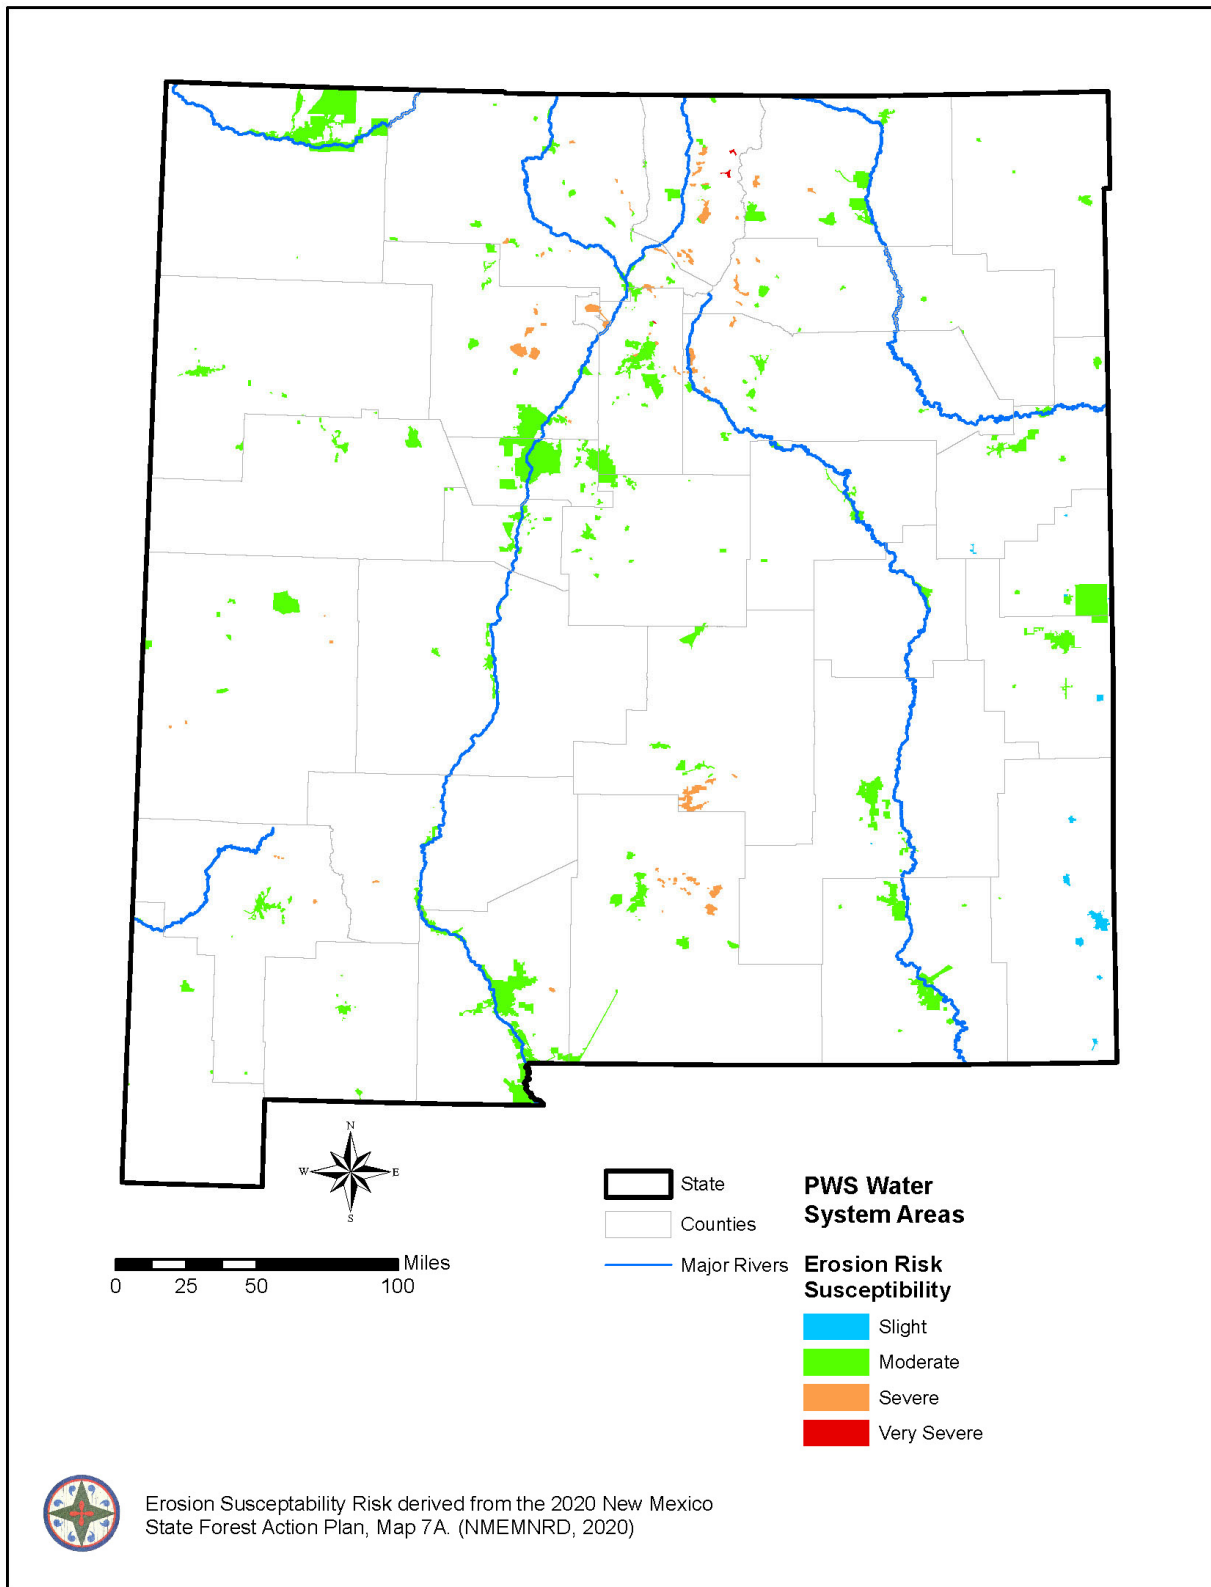 N
W
E
S
Miles
0
25
50
100
State
Counties
Major Rivers
PWS Water
System Areas
Erosion Risk
Susceptibility
Slight
Moderate
Severe
Very Severe
Erosion Susceptability Risk derived from the 2020 New Mexico
State Forest Action Plan, Map 7A. (NMEMNRD, 2020)